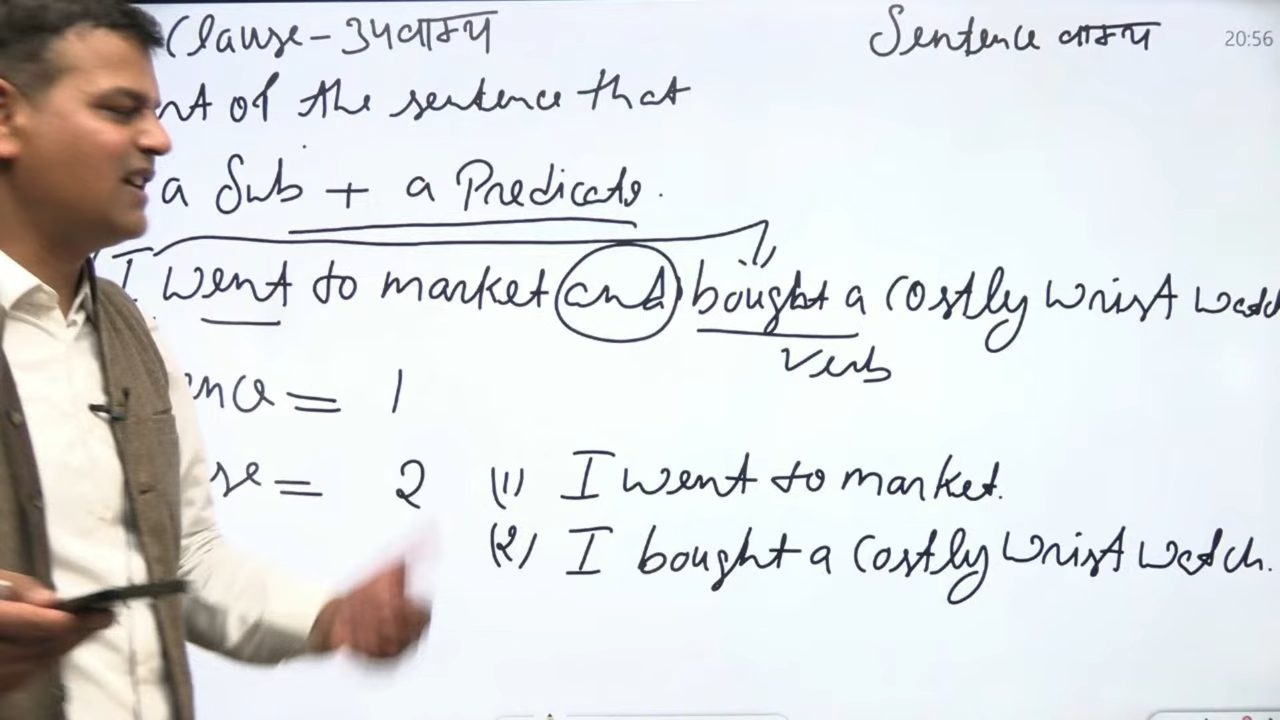 Clause - उपवाक्य
Sentence वाक्य
20:56
nt of the sentence that
a Sub + a Predicate.
I went to market and bought a costly wrist watch
Verb
ence = 1
se = 2 (1) I went to market.
(2) I bought a costly wrist watch.